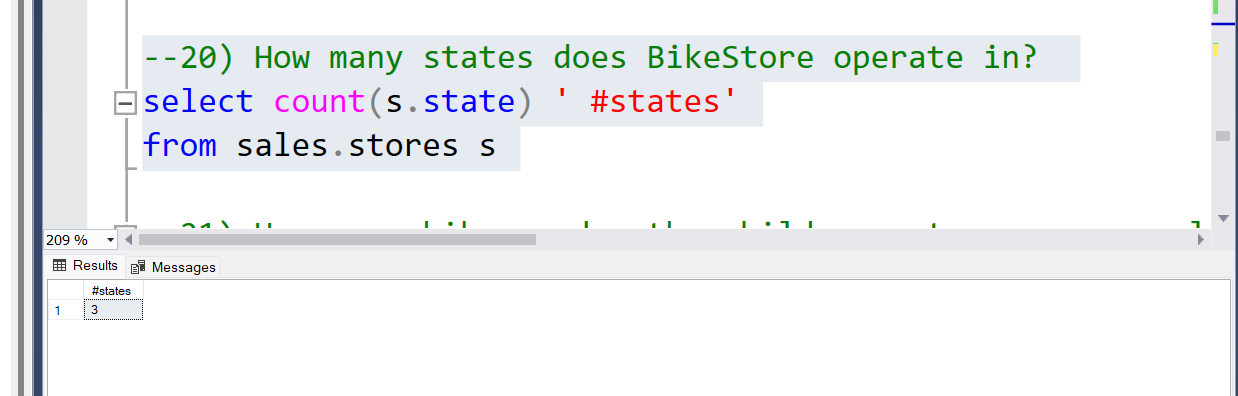 --20) How many states does BikeStore operate in?
select count(s.state) ' #states'
from sales.stores s
209 %
Results
Messages
#states
1 3